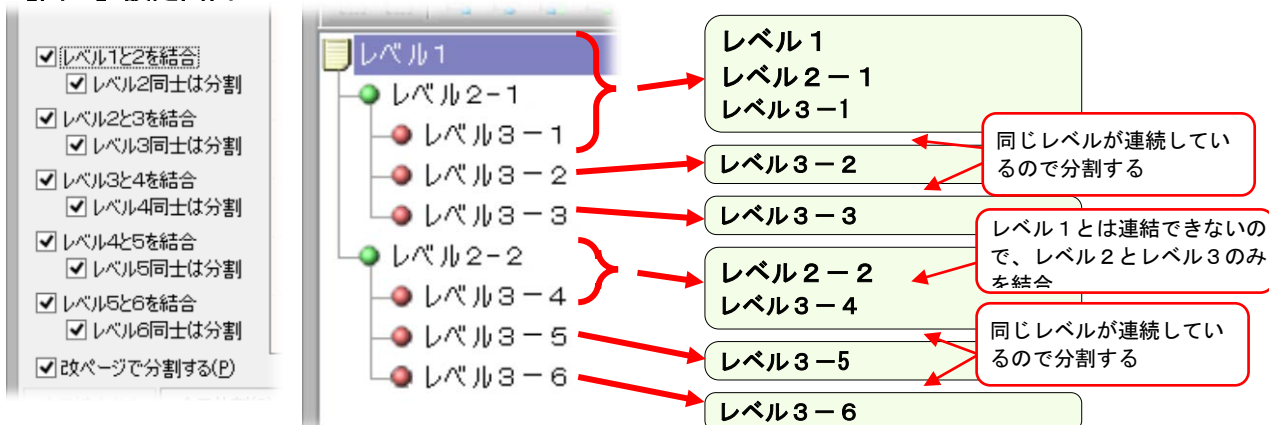 レベル1と2を結合
レベル2同士は分割
レベル2と3を結合
レベル3同士は分割
レベル3と4を結合
レベル4同士は分割
レベル4と5を結合
レベル5同士は分割
レベル5と6を結合
レベル6同士は分割
改ページで分割する(P)
レベル1
レベル2-1
レベル3-1
レベル3-2
レベル3-3
レベル2-2
レベル3-4
レベル3-5
レベル3-6
レベル1
レベル2-1
レベル3-1
レベル3-2
レベル3-3
レベル2-2
レベル3-4
レベル3-5
レベル3-6
同じレベルが連続してい
るので分割する
レベル1とは連結できないの
で、レベル2とレベル3のみ
を結合
同じレベルが連続してい
るので分割する